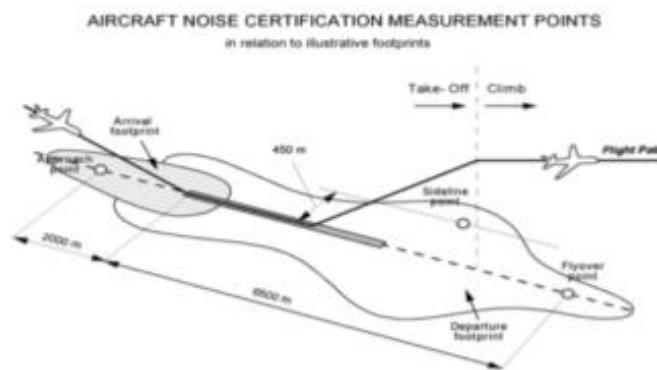 AIRCRAFT NOISE CERTIFICATION MEASUREMENT POINTS
in relation to illustrative footprints
Take-Off
Climb
Arrival
footprint
450 m
Flight Pat
Approach
point
Sideline
point
2000 m
Flyover
point
6500 m
Departure
footprint